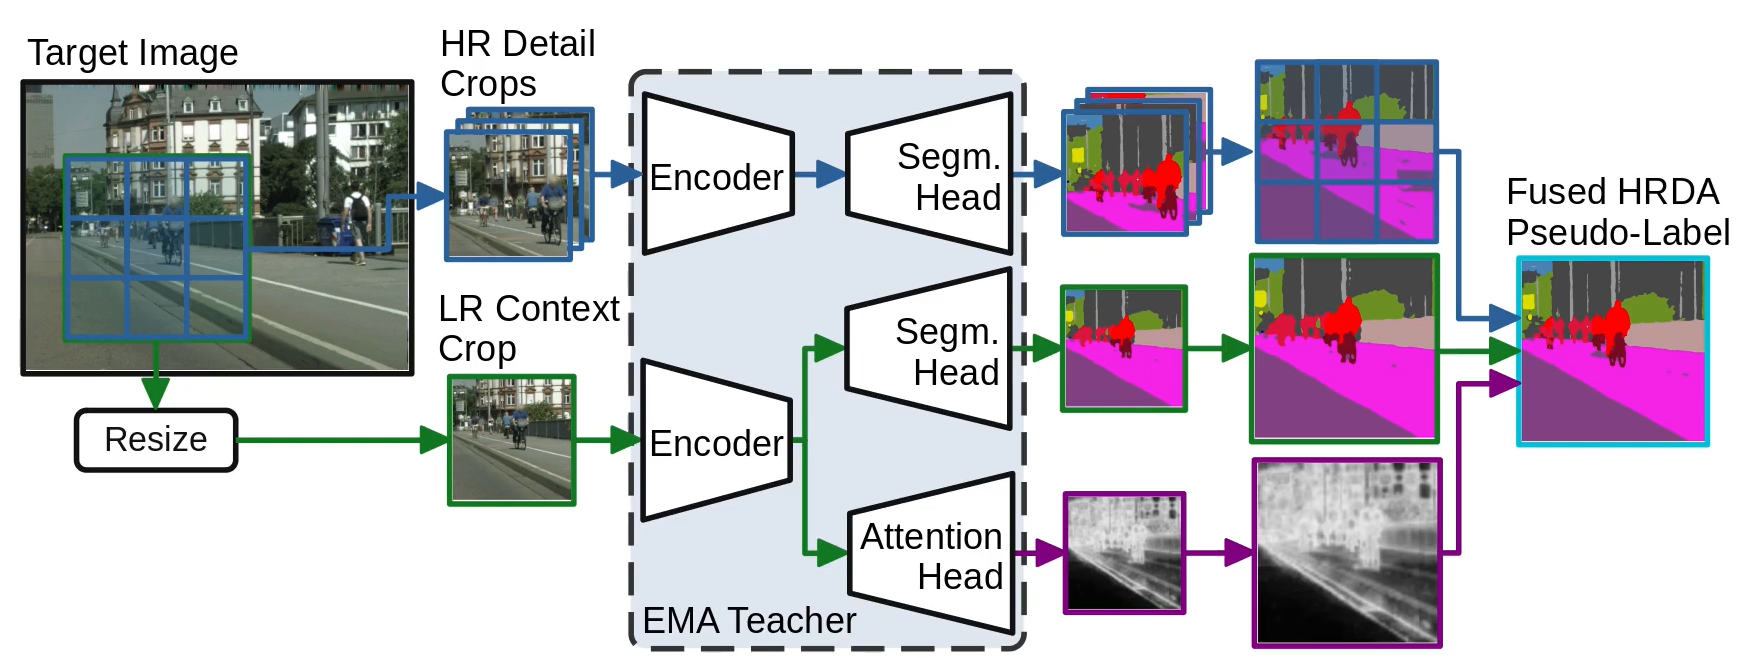 Target Image
HR Detail
Crops
Encoder
Segm.
Head
Fused HRDA
Pseudo-Label
LR Context
Crop
Segm.
Head
Resize
Encoder
Attention
Head
EMA Teacher